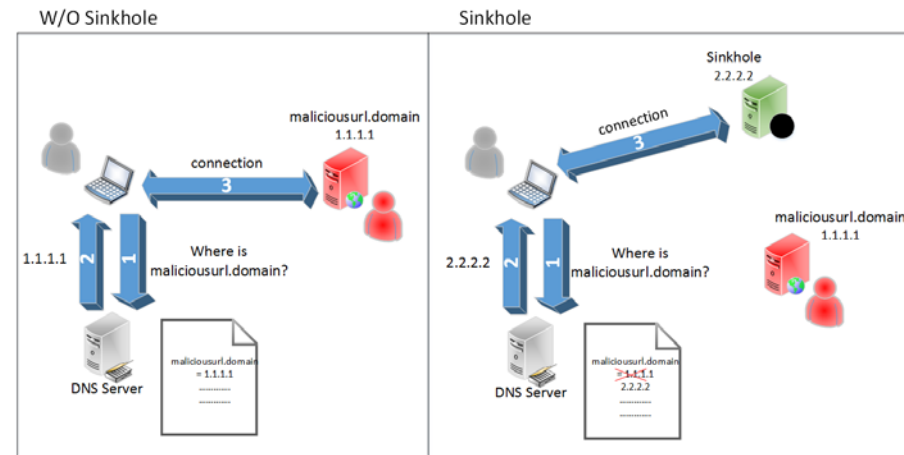 W/O Sinkhole
maliciousurl.domain
1.1.1.1
connection
3
1.1.1.1
2
1
Where is
maliciousurl.domain?
DNS Server
maliciousurl.domain
= 1.1.1.1
.............
.............
Sinkhole
Sinkhole
2.2.2.2
connection
3
maliciousurl.domain
1.1.1.1
2.2.2.2
2
1
Where is
maliciousurl.domain?
DNS Server
maliciousurl.domain
= 1.1.1.1
2.2.2.2
.............
.............